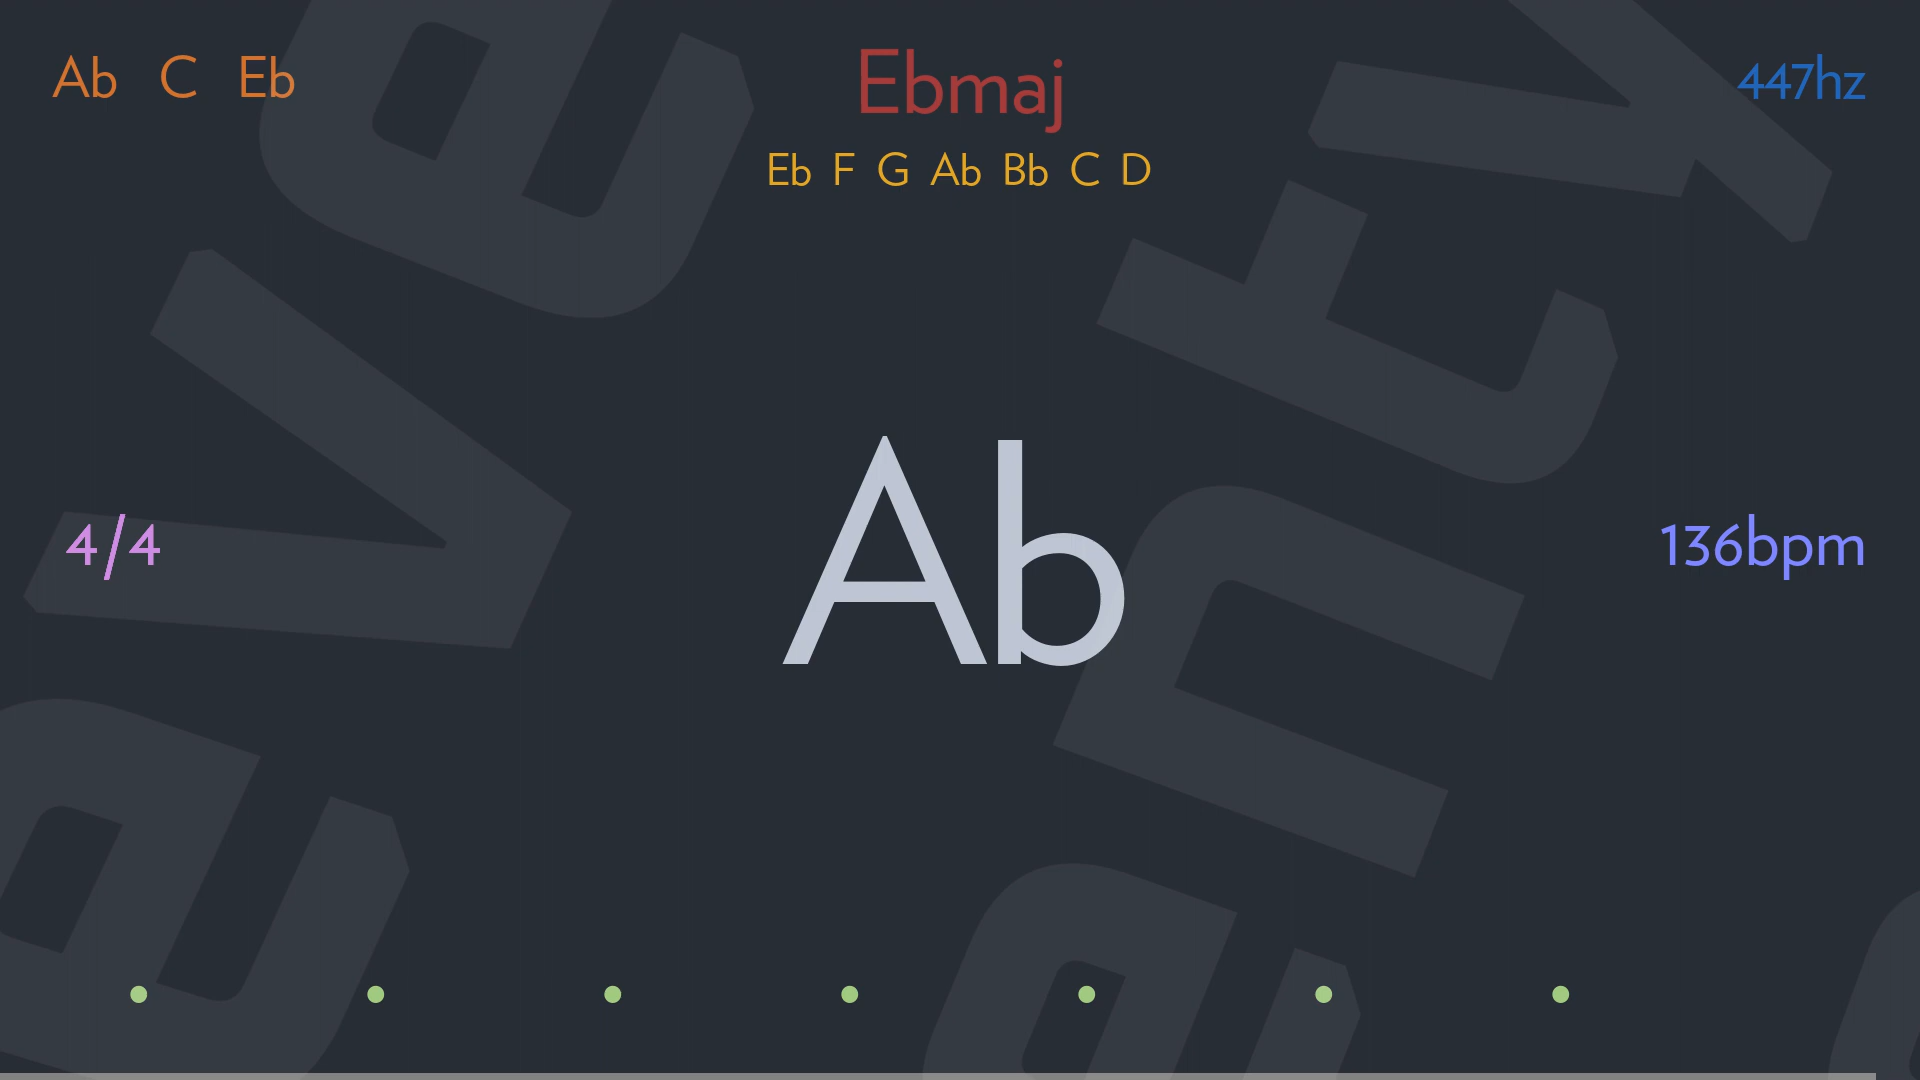 Ab C Eb
Ebmaj
447hz
Eb F G Ab Bb C D
4/4
Ab
136bpm